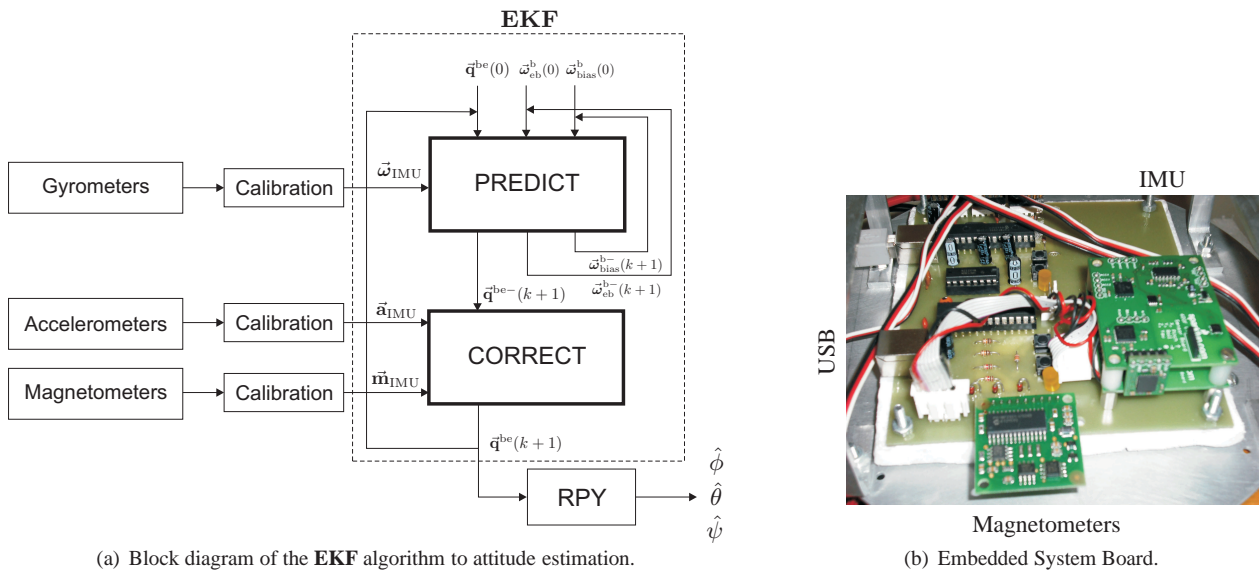 EKF
q⃗^be(0) ω⃗_eb^b(0) ω⃗_bias^b(0)
Gyrometers
Calibration
ω⃗_IMU
PREDICT
ω⃗_bias^b−(k+1)
q⃗^be−(k+1)
ω⃗_eb^b−(k+1)
Accelerometers
Calibration
a⃗_IMU
CORRECT
Magnetometers
Calibration
m⃗_IMU
q⃗^be(k+1)
RPY
ϕ̂
θ̂
ψ̂
(a) Block diagram of the EKF algorithm to attitude estimation.
IMU
USB
Magnetometers
(b) Embedded System Board.